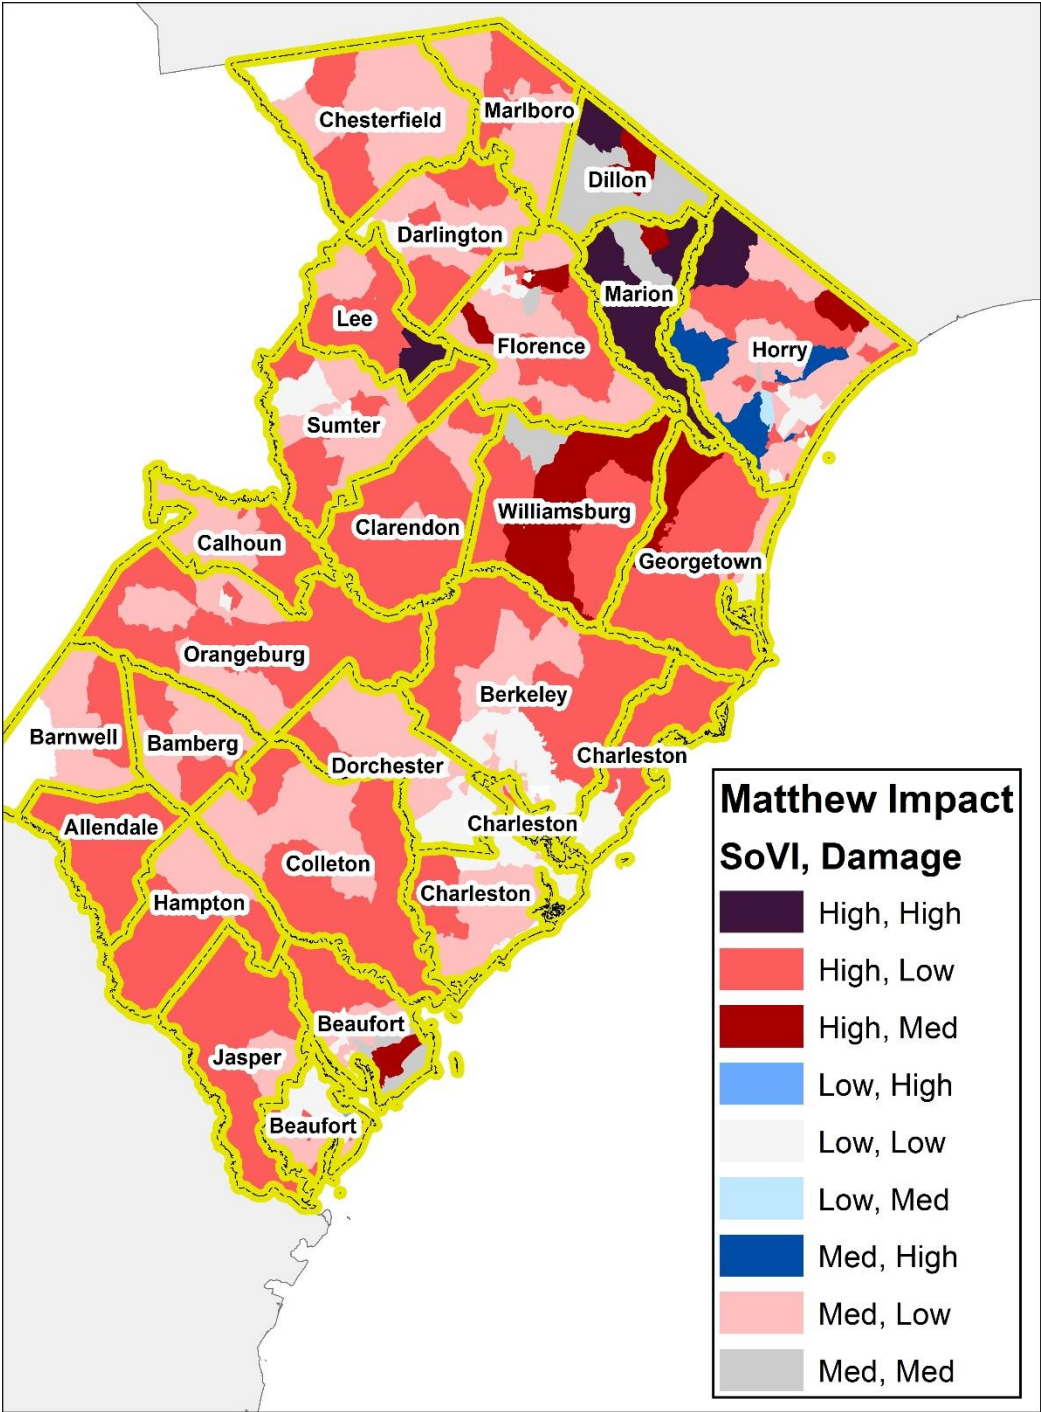 Chesterfield
Marlboro
Dillon
Darlington
Marion
Lee
Florence
Horry
Sumter
Williamsburg
Clarendon
Calhoun
Georgetown
Orangeburg
Berkeley
Barnwell
Bamberg
Charleston
Dorchester
Allendale
Charleston
Colleton
Charleston
Hampton
Beaufort
Jasper
Beaufort
Matthew Impact
SoVI, Damage
High, High
High, Low
High, Med
Low, High
Low, Low
Low, Med
Med, High
Med, Low
Med, Med